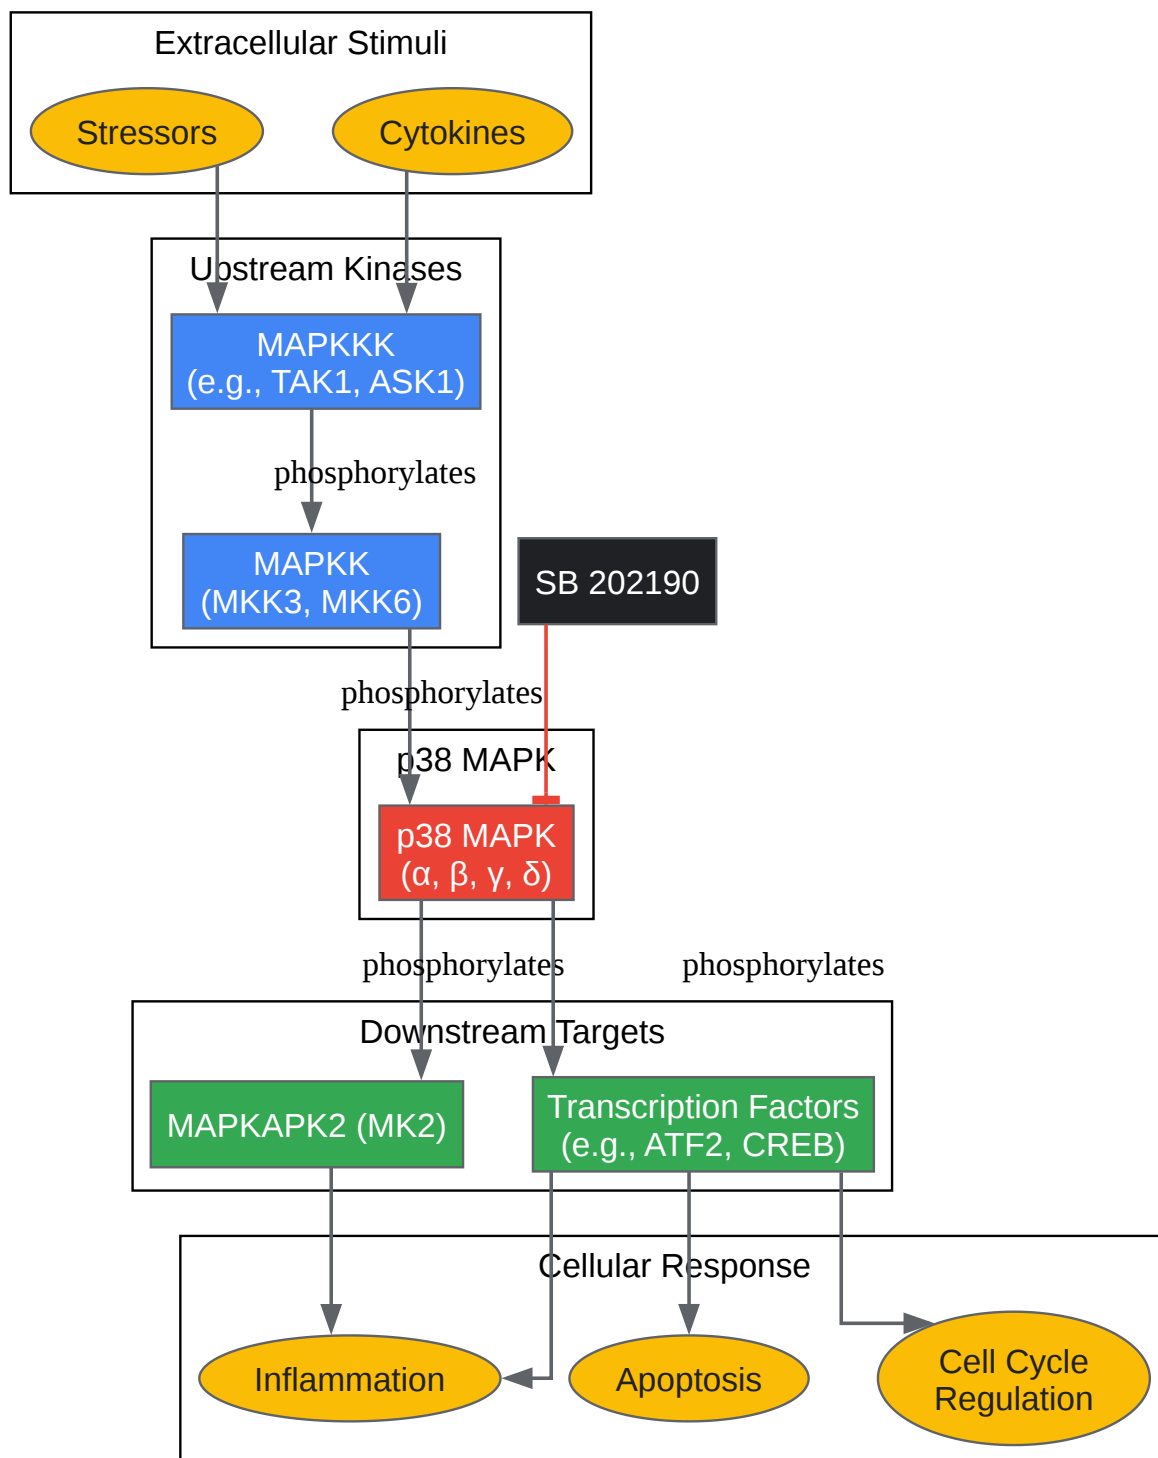 Extracellular Stimuli
Stressors
Cytokines
Upstream Kinases
MAPKKK
(e.g., TAK1, ASK1)
phosphorylates
MAPKK
(MKK3, MKK6)
SB 202190
phosphorylates
p38 MAPK
p38 MAPK
(α, β, γ, δ)
phosphorylates
phosphorylates
Downstream Targets
MAPKAPK2 (MK2)
Transcription Factors
(e.g., ATF2, CREB)
Cellular Response
Inflammation
Apoptosis
Cell Cycle
Regulation